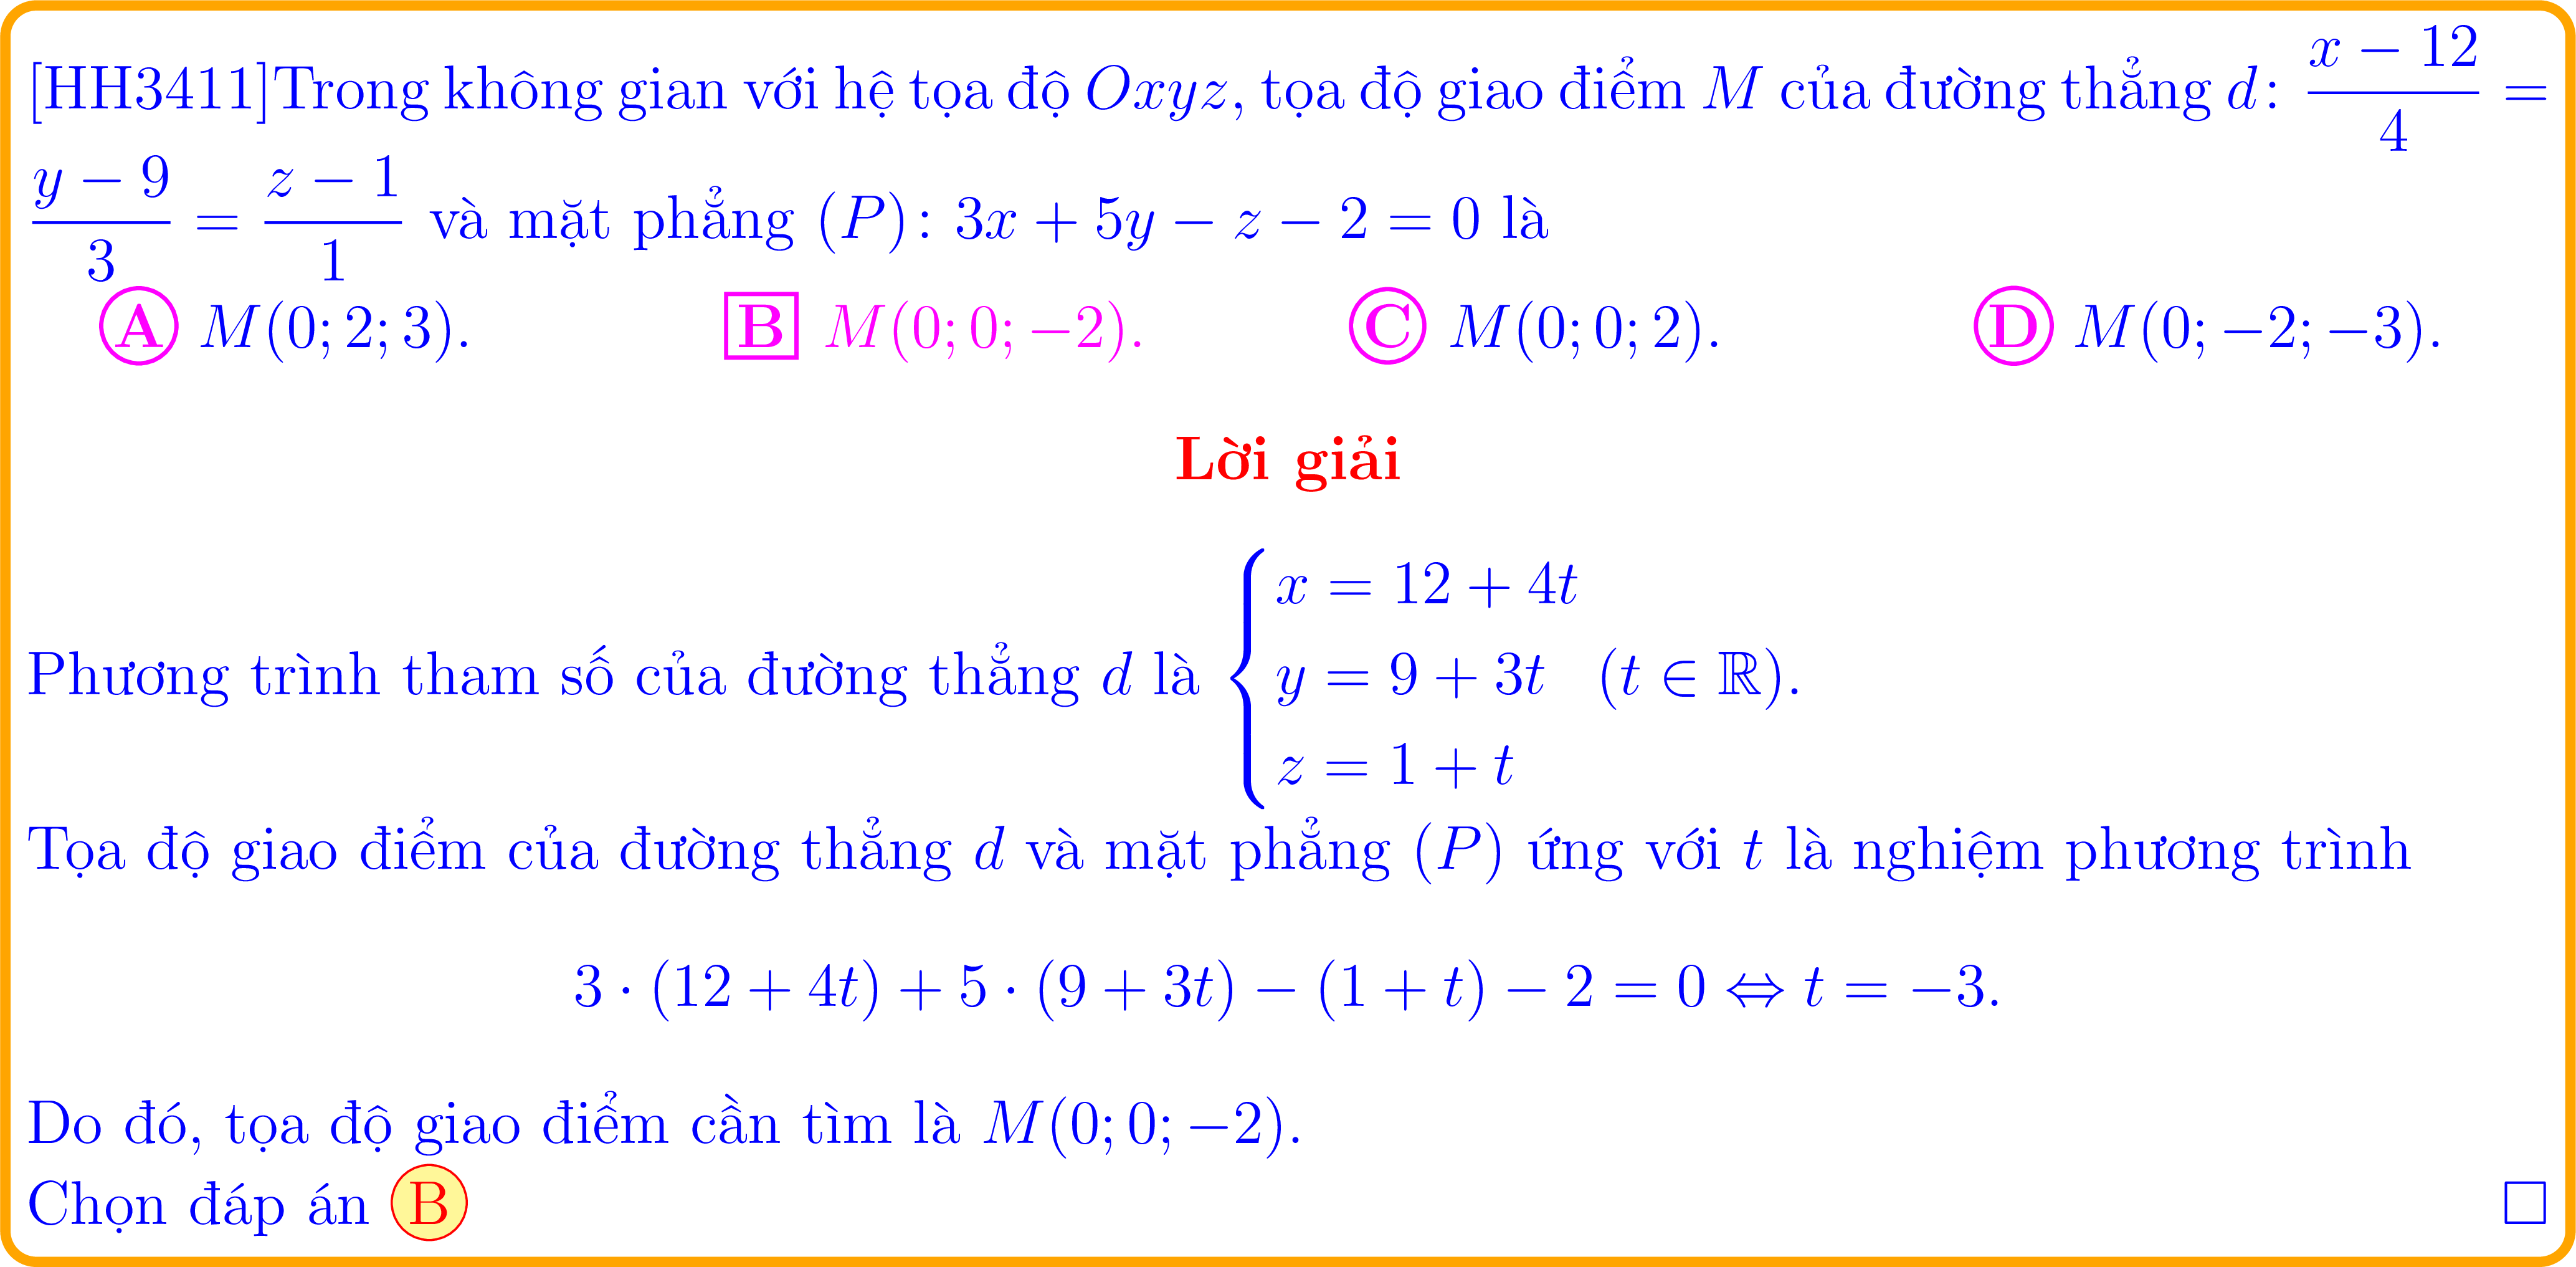 [HH3411]Trong không gian với hệ tọa độ $Oxyz$, tọa độ giao điểm $M$ của đường thẳng $d\colon \dfrac{x-12}{4} =$
$\dfrac{y-9}{3} = \dfrac{z-1}{1}$ và mặt phẳng $(P)\colon 3x+5y-z-2=0$ là
A $M(0;2;3)$. B $M(0;0;-2)$. C $M(0;0;2)$. D $M(0;-2;-3)$.
Lời giải
Phương trình tham số của đường thẳng $d$ là $\begin{cases} x=12+4t \\ y=9+3t \\ z=1+t \end{cases}$ $(t \in \mathbb{R})$.
Tọa độ giao điểm của đường thẳng $d$ và mặt phẳng $(P)$ ứng với $t$ là nghiệm phương trình
$3 \cdot (12+4t) + 5 \cdot (9+3t) - (1+t) - 2 = 0 \Leftrightarrow t = -3.$
Do đó, tọa độ giao điểm cần tìm là $M(0;0;-2)$.
Chọn đáp án B □